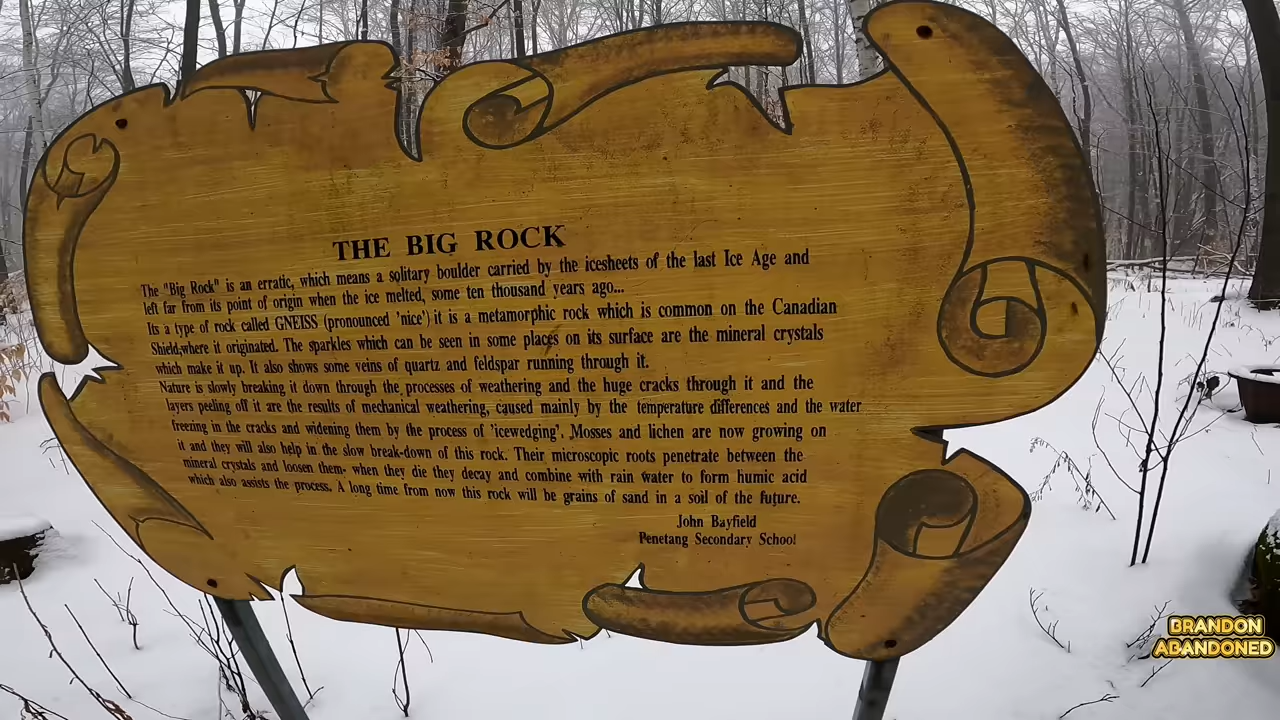 THE BIG ROCK
The "Big Rock" is an erratic, which means a solitary boulder carried by the icesheets of the last Ice Age and
left far from its point of origin when the ice melted, some ten thousand years ago...
Its a type of rock called GNEISS (pronounced 'nice') it is a metamorphic rock which is common on the Canadian
Shield;where it originated. The sparkles which can be seen in some places on its surface are the mineral crystals
which make it up. It also shows some veins of quartz and feldspar running through it.
Nature is slowly breaking it down through the processes of weathering and the huge cracks through it and the
layers peeling off it are the results of mechanical weathering, caused mainly by the temperature differences and the water
freezing in the cracks and widening them by the process of 'icewedging'. Mosses and lichen are now growing on
it and they will also help in the slow break-down of this rock. Their microscopic roots penetrate between the
mineral crystals and loosen them- when they die they decay and combine with rain water to form humic acid
which also assists the process. A long time from now this rock will be grains of sand in a soil of the future.
John Bayfield
Penetang Secondary School
BRANDON
ABANDONED